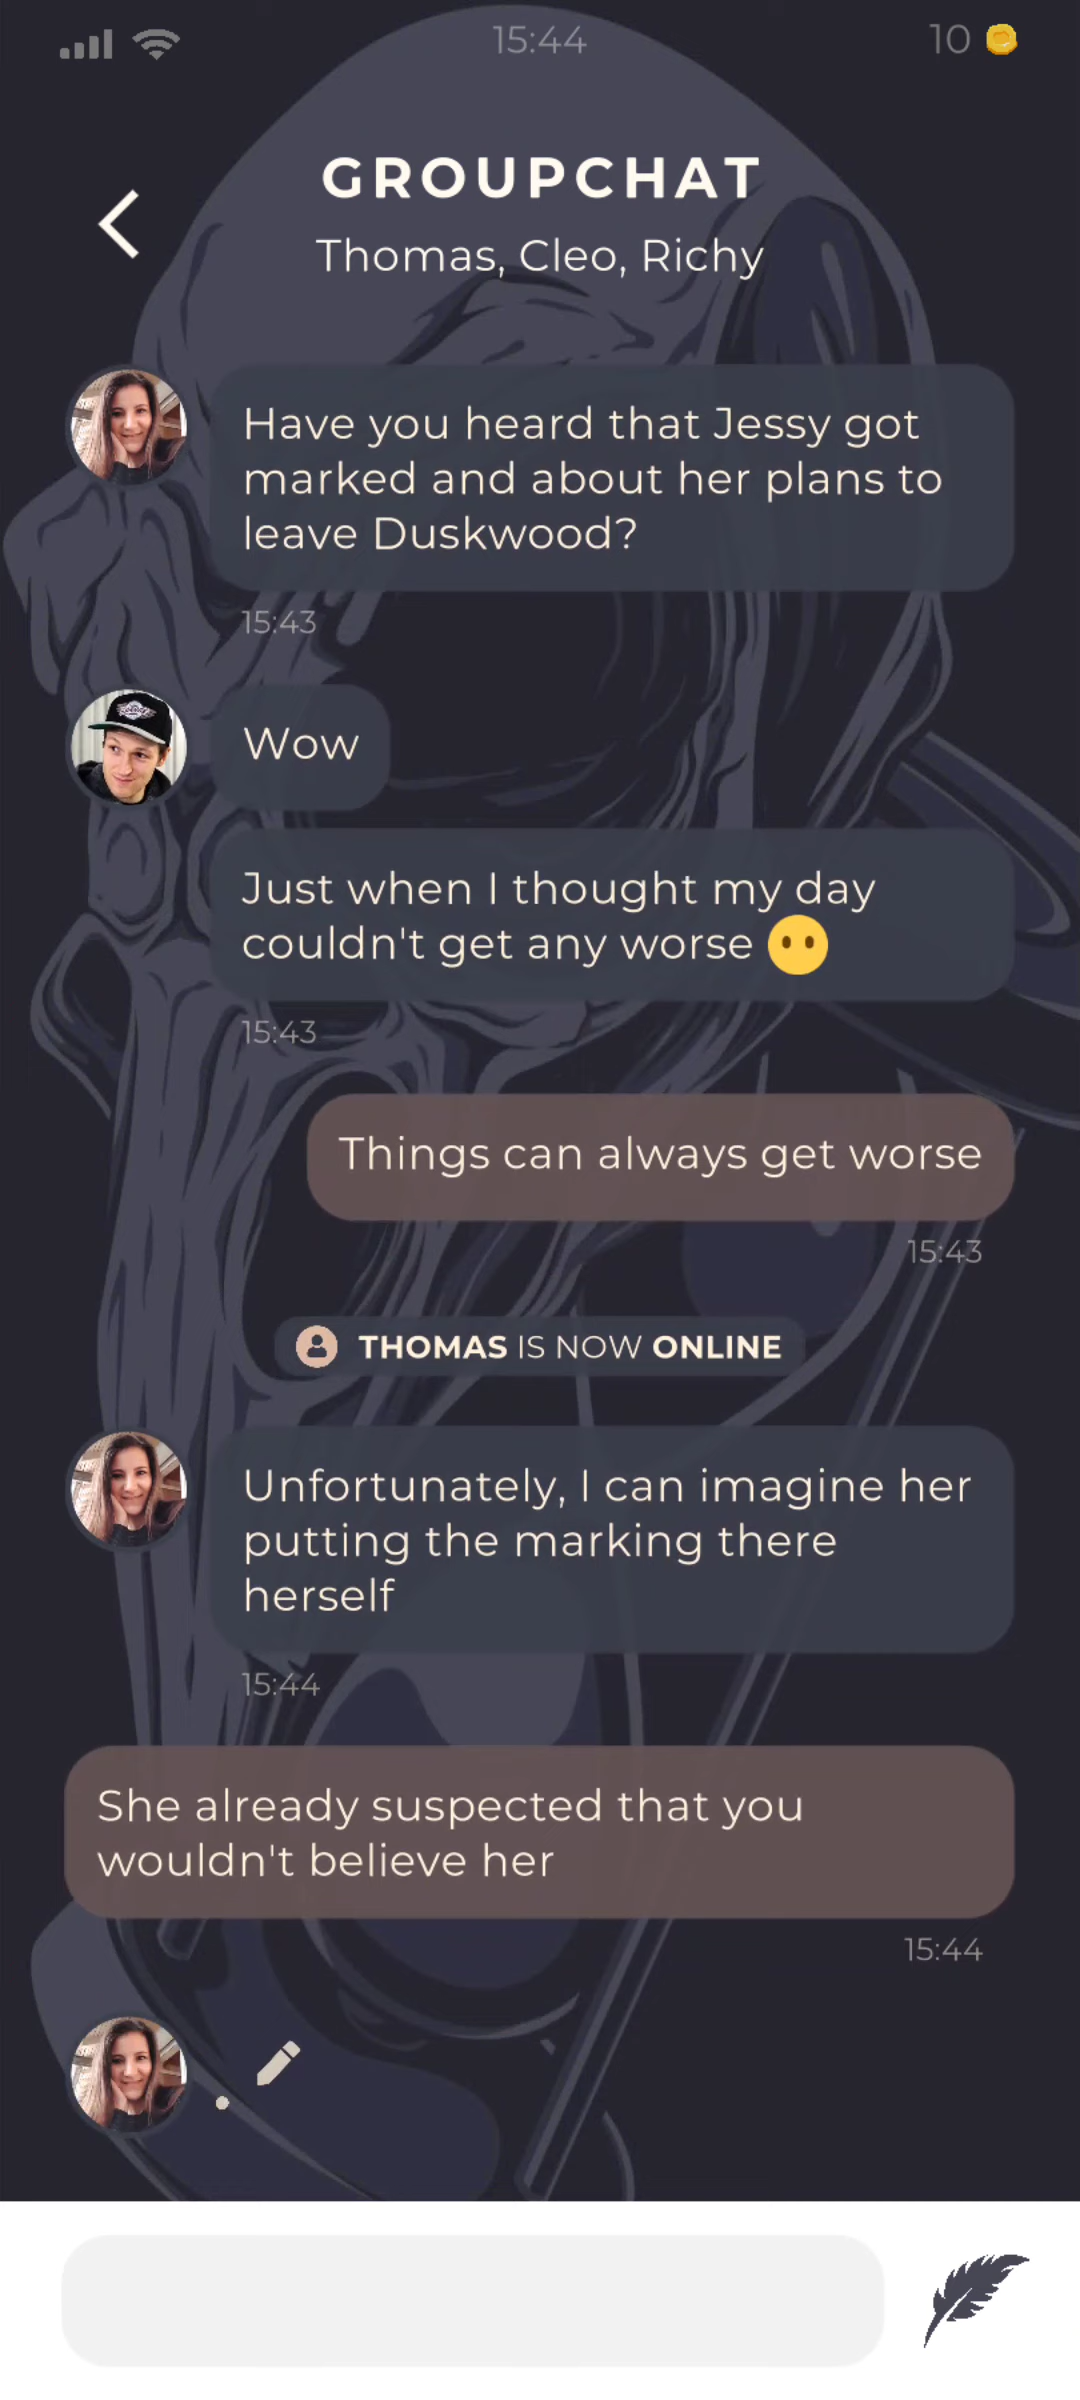 15:44
10
GROUPCHAT
Thomas, Cleo, Richy
Have you heard that Jessy got
marked and about her plans to
leave Duskwood?
15:43
Wow
Just when I thought my day
couldn't get any worse 😶
15:43
Things can always get worse
15:43
THOMAS IS NOW ONLINE
Unfortunately, I can imagine her
putting the marking there
herself
15:44
She already suspected that you
wouldn't believe her
15:44